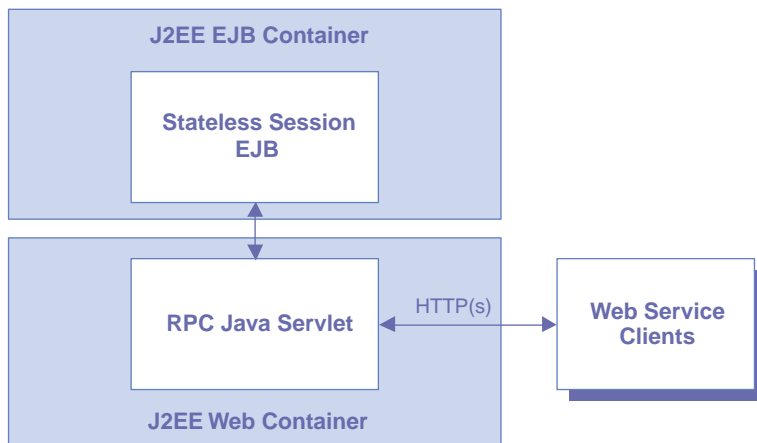 J2EE EJB Container
Stateless Session
EJB
RPC Java Servlet
HTTP(s)
Web Service
Clients
J2EE Web Container